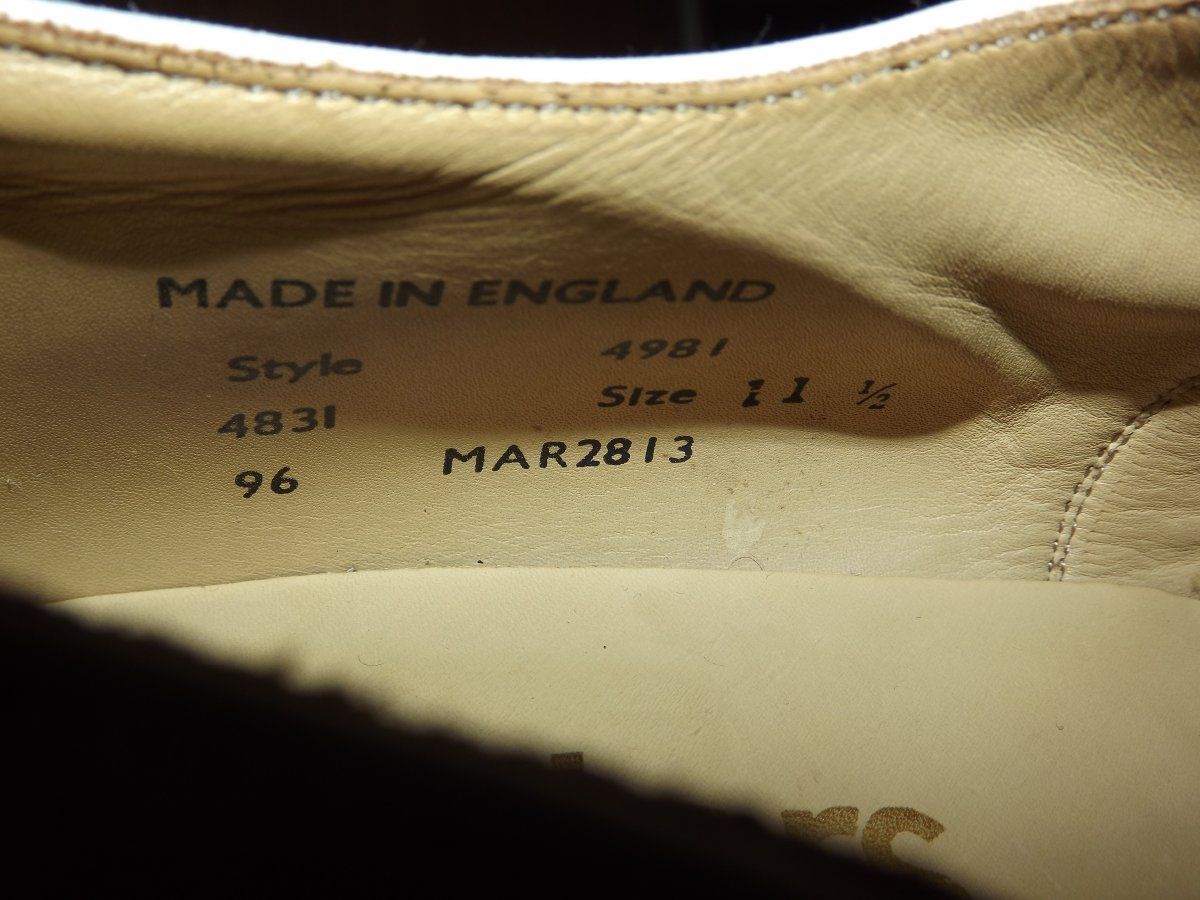 MADE IN ENGLAND
Style 4981
4831 Size 11 ½
96 MAR2813